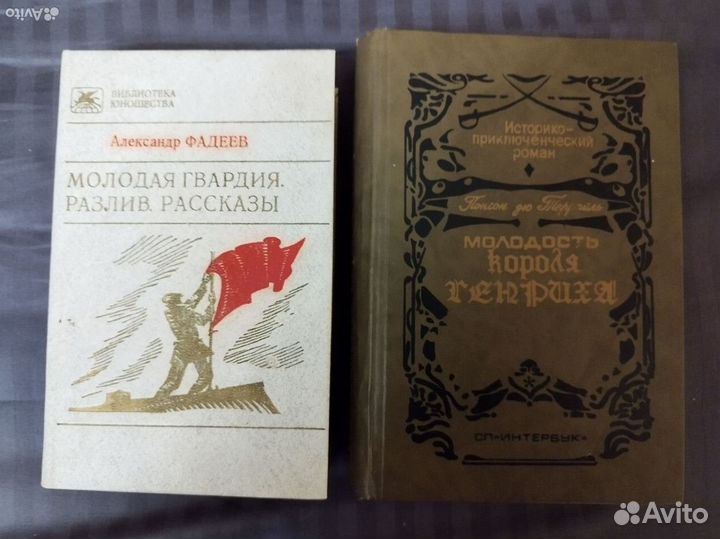 Avito
БИБЛИОТЕКА
ЮНОШЕСТВА
Александр ФАДЕЕВ
МОЛОДАЯ ГВАРДИЯ.
РАЗЛИВ. РАССКАЗЫ
Историко-
приключенческий
роман
Понсон дю Террайль
МОЛОДОСТЬ
короля
ГЕНРИХА
СП«ИНТЕРБУК»
Avito